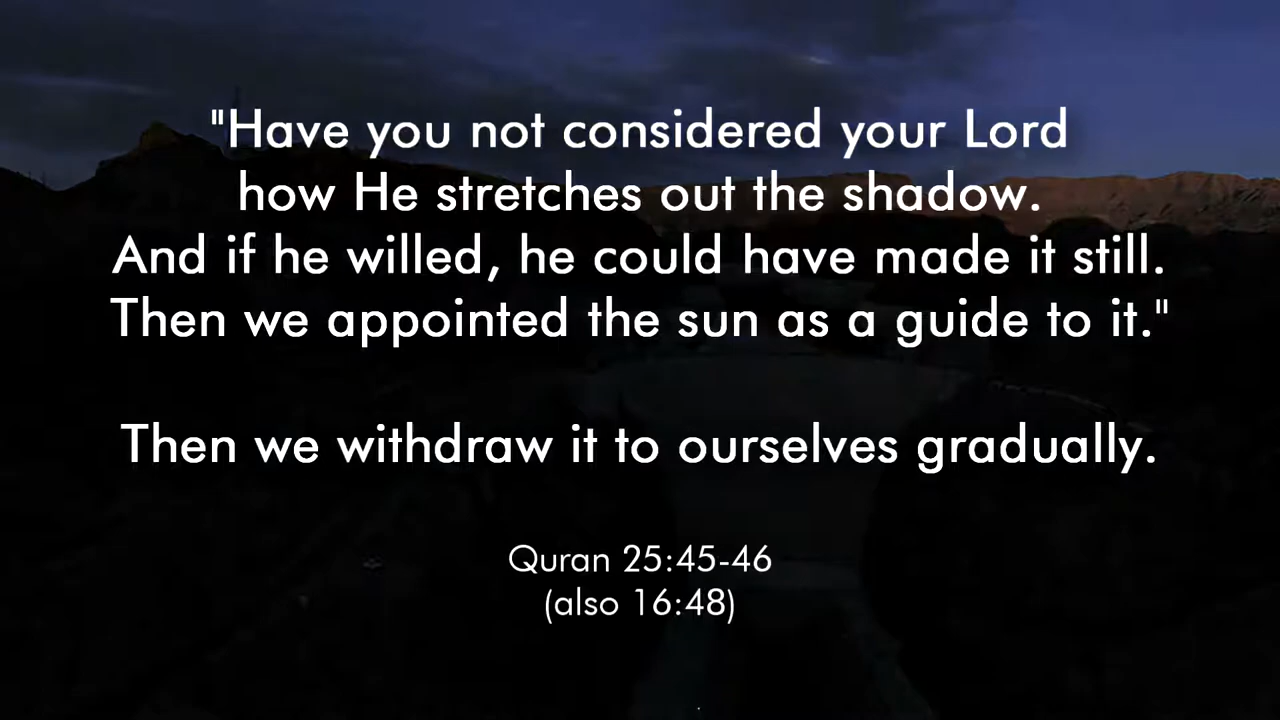 "Have you not considered your Lord
how He stretches out the shadow.
And if he willed, he could have made it still.
Then we appointed the sun as a guide to it."
Then we withdraw it to ourselves gradually.
Quran 25:45-46
(also 16:48)